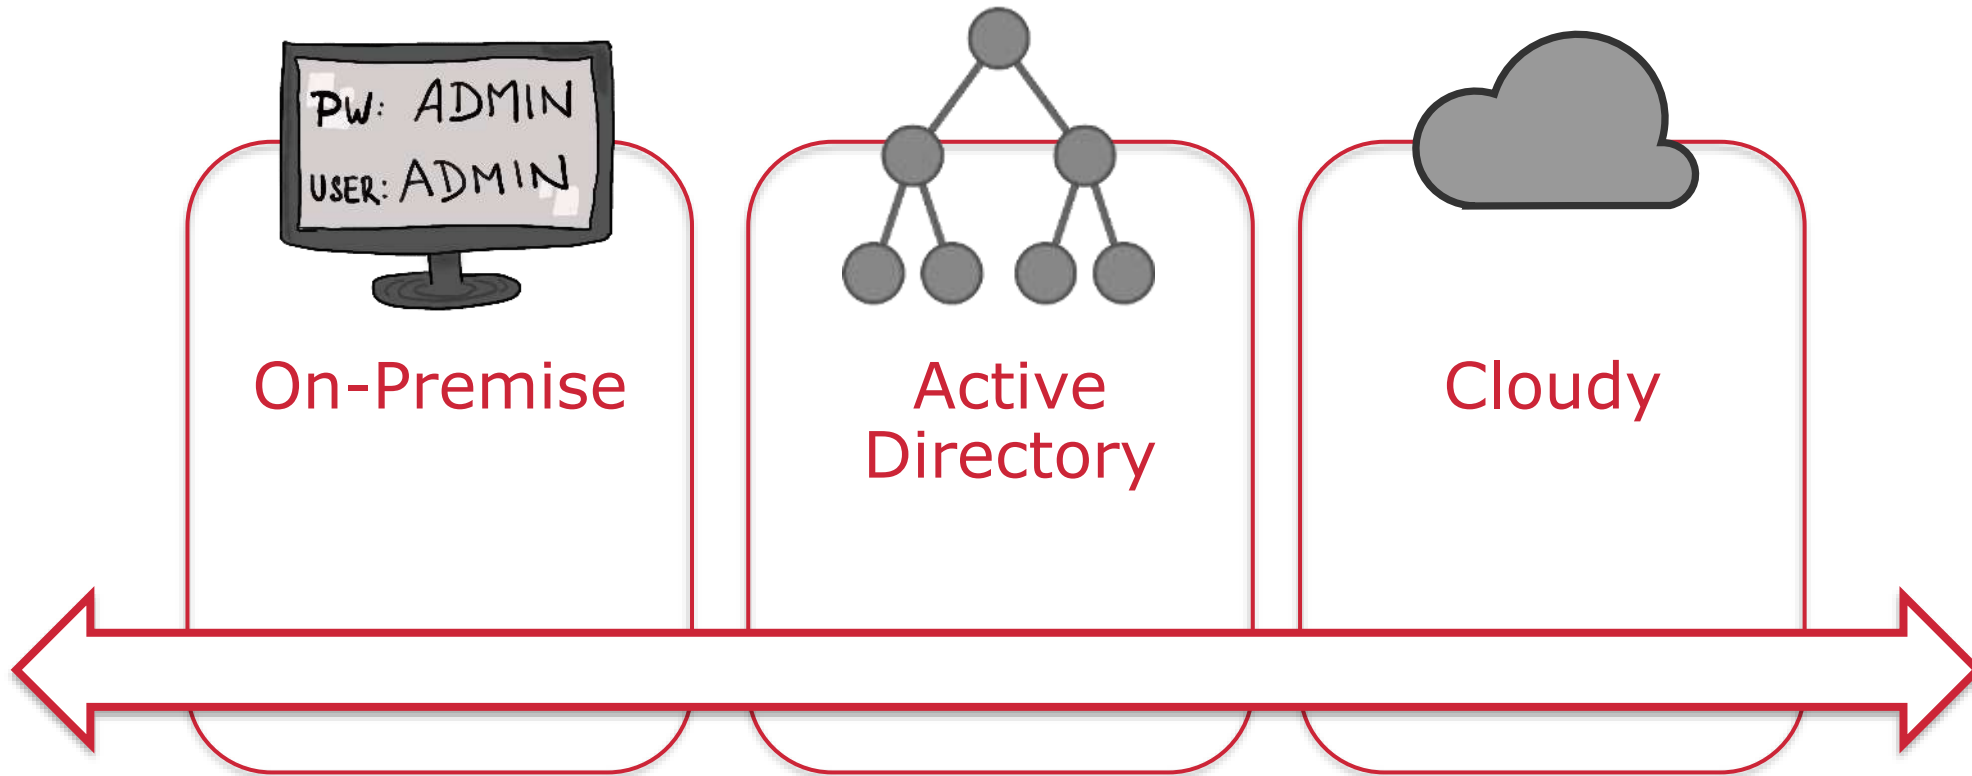 PW: ADMIN
USER: ADMIN
On-Premise
Active
Directory
Cloudy